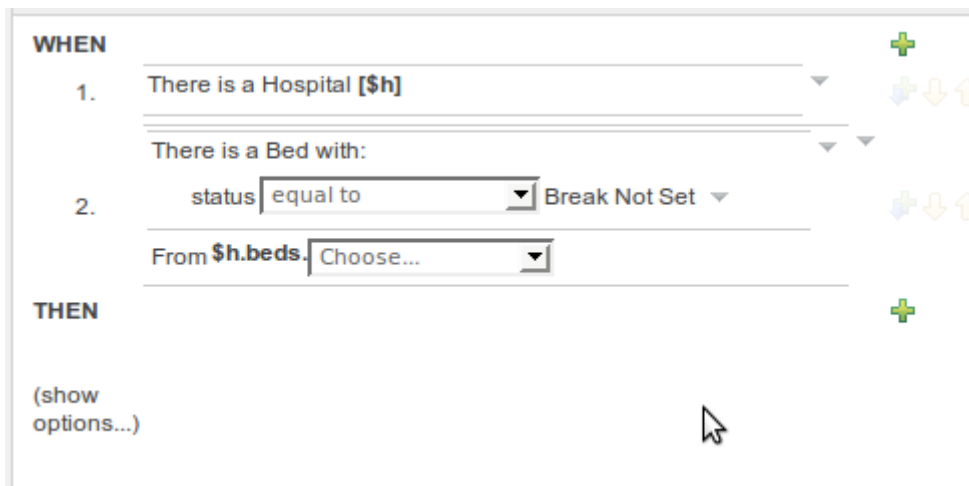 WHEN
1. There is a Hospital [$h]
There is a Bed with:
2. status equal to Break Not Set
From $h.beds. Choose...
THEN
(show
options...)